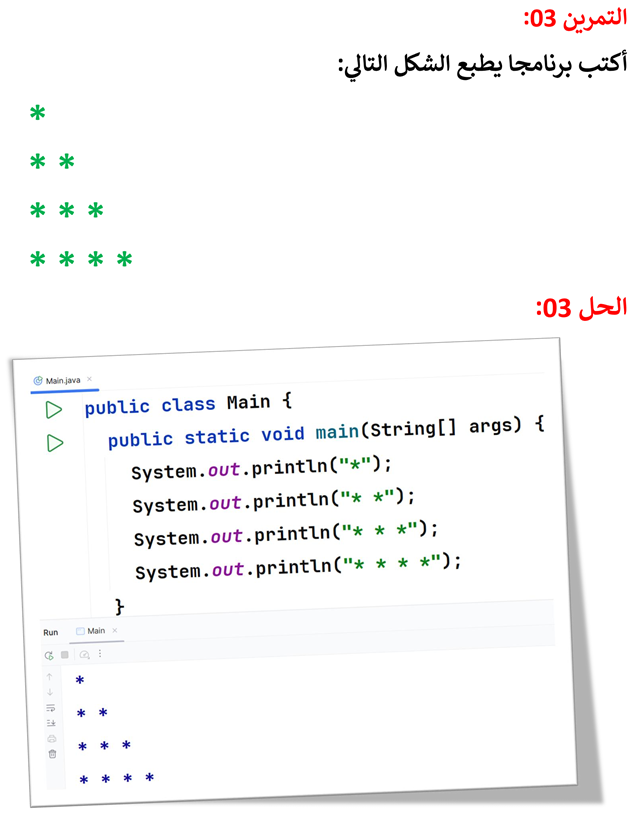 التمرين 03:
أكتب برنامجا يطبع الشكل التالي:
*
* *
* * *
* * * *
الحل 03:
Main.java ×
public class Main {
public static void main(String[] args) {
System.out.println("*");
System.out.println("* *");
System.out.println("* * *");
System.out.println("* * * *");
}
Run Main ×
*
* *
* * *
* * * *